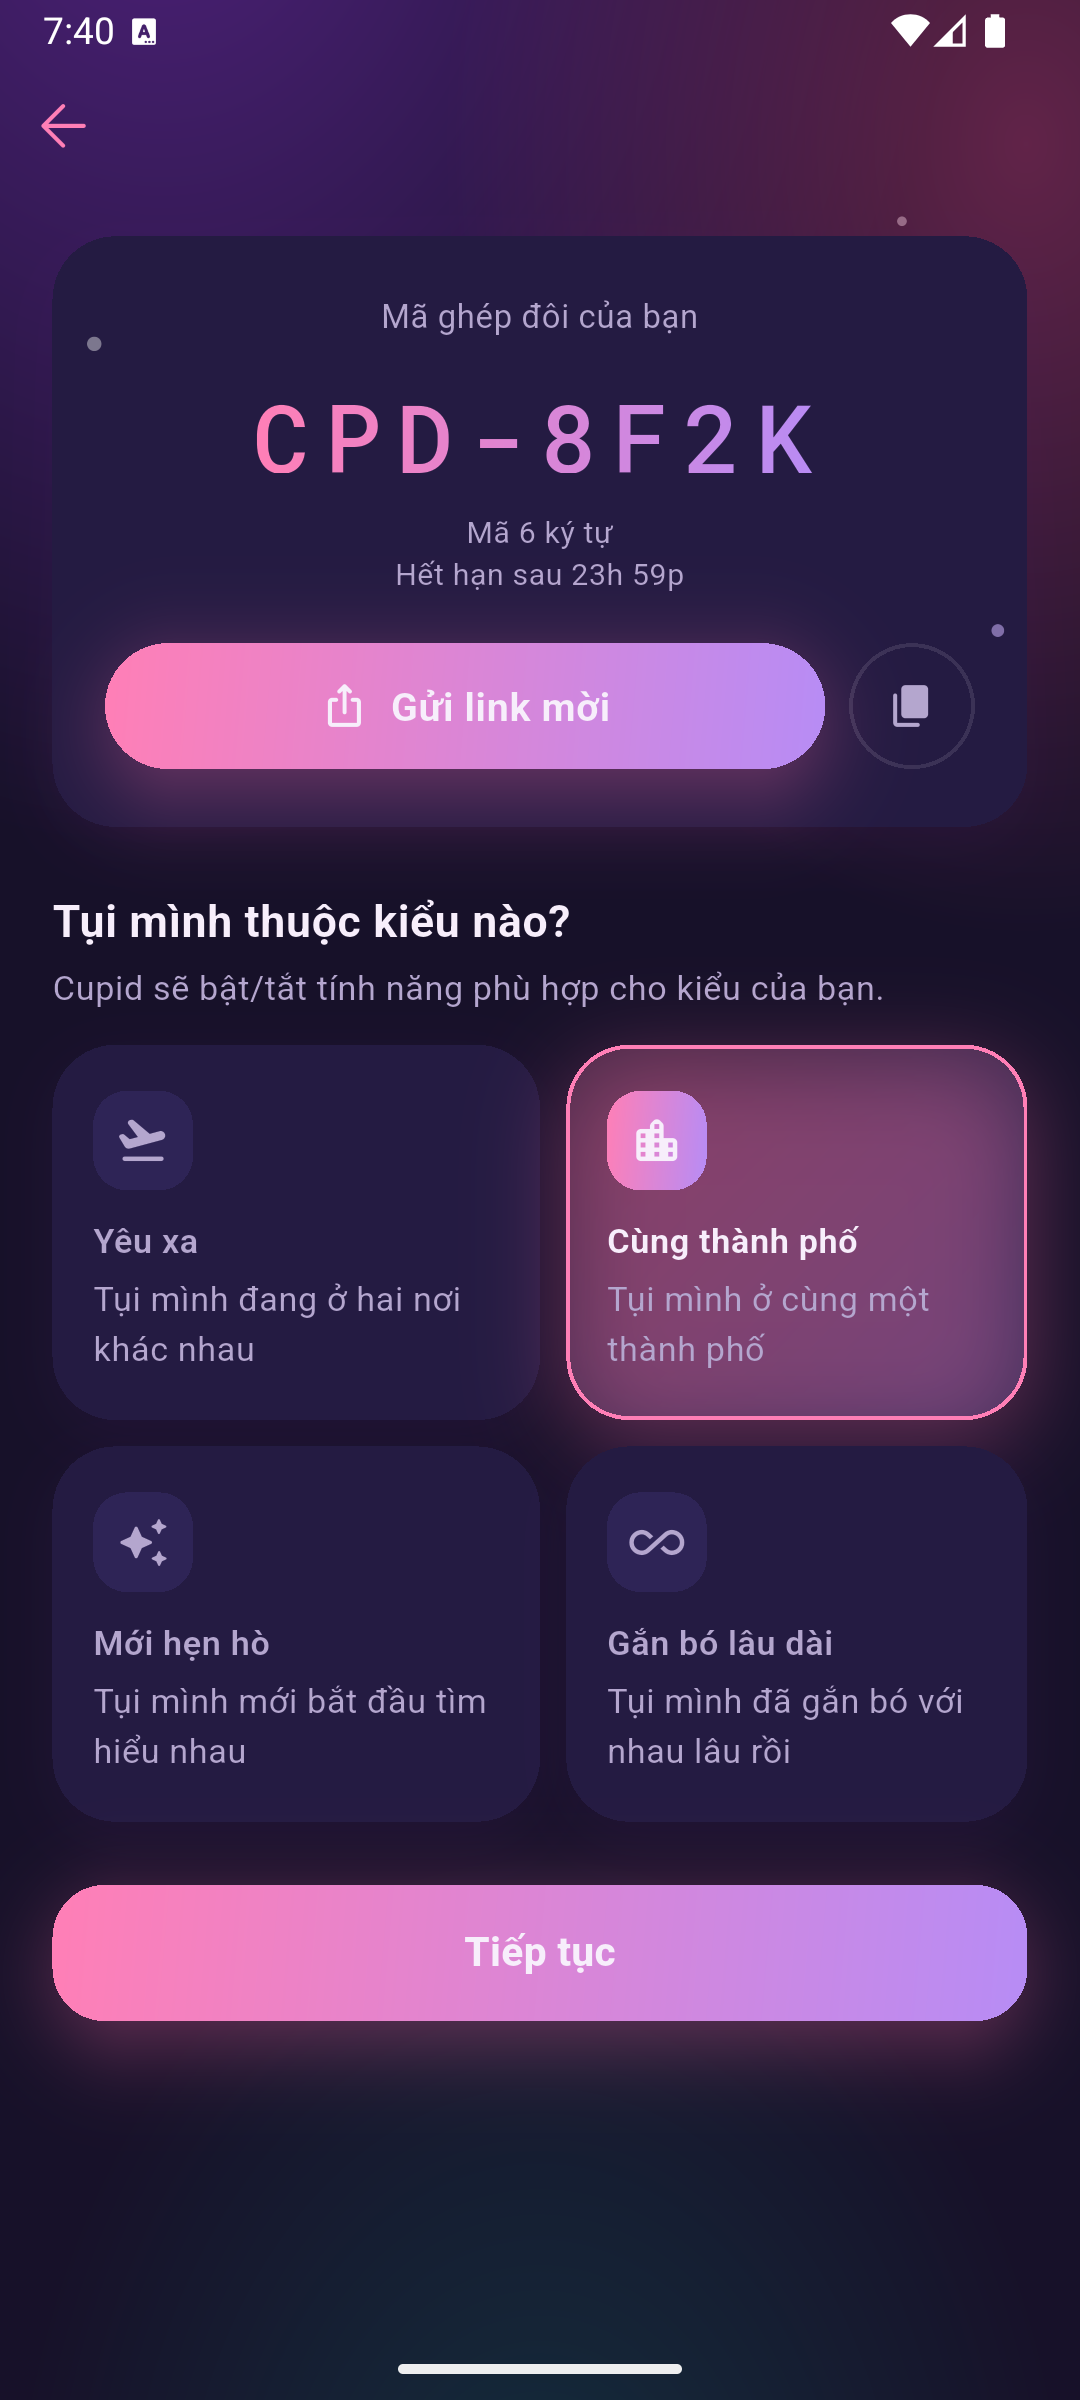 7:40
Mã ghép đôi của bạn
CPD-8F2K
Mã 6 ký tự
Hết hạn sau 23h 59p
Gửi link mời
Tụi mình thuộc kiểu nào?
Cupid sẽ bật/tắt tính năng phù hợp cho kiểu của bạn.
Yêu xa
Tụi mình đang ở hai nơi
khác nhau
Cùng thành phố
Tụi mình ở cùng một
thành phố
Mới hẹn hò
Tụi mình mới bắt đầu tìm
hiểu nhau
Gắn bó lâu dài
Tụi mình đã gắn bó với
nhau lâu rồi
Tiếp tục